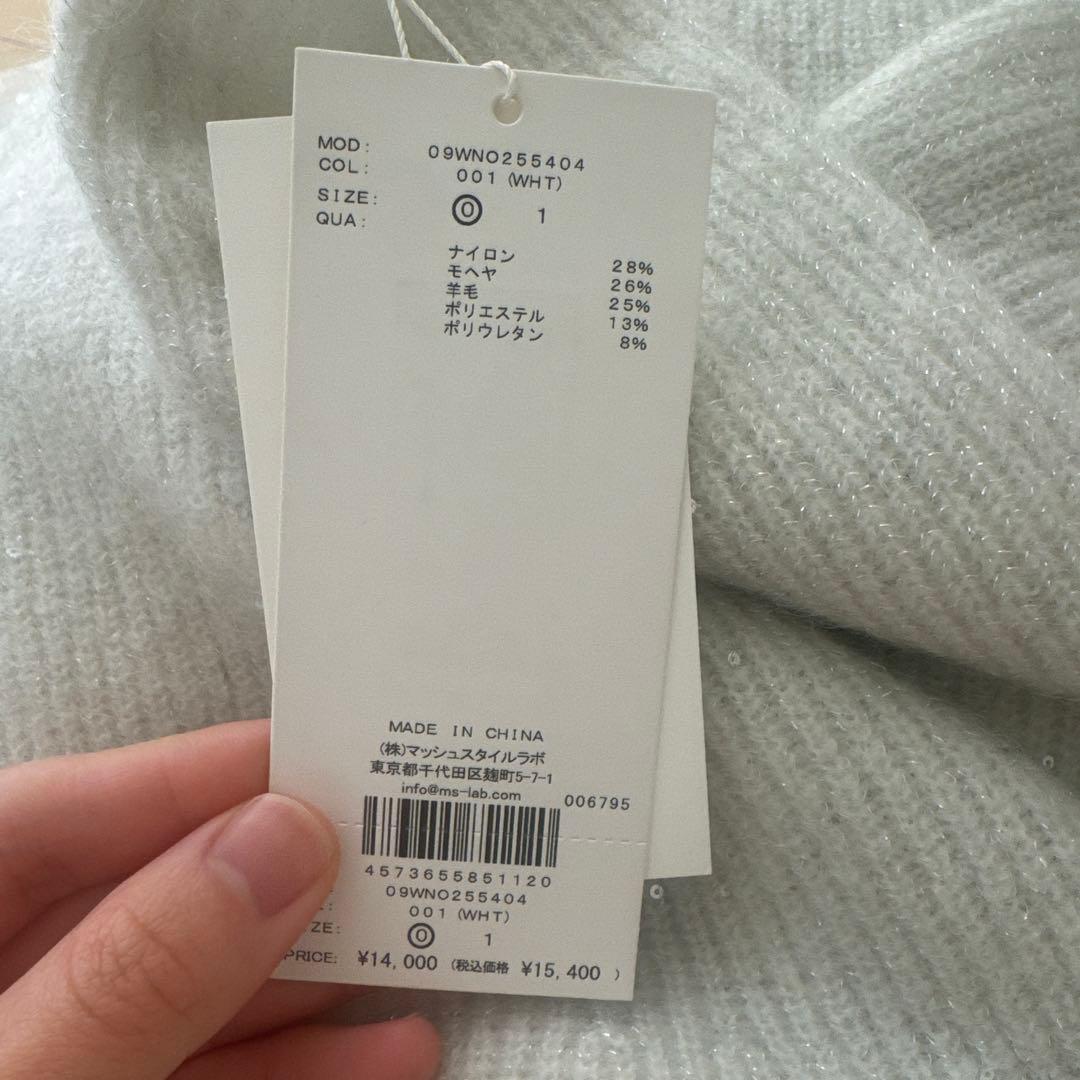 MOD: 09WNO255404
COL: 001 (WHT)
SIZE: 0 1
QUA:
ナイロン 28%
モヘヤ 26%
羊毛 25%
ポリエステル 13%
ポリウレタン 8%
MADE IN CHINA
(株)マッシュスタイルラボ
東京都千代田区麹町5-7-1
info@ms-lab.com
006795
4573655851120
09WNO255404
001 (WHT)
0 1
PRICE: ¥14,000 (税込価格 ¥15,400 )